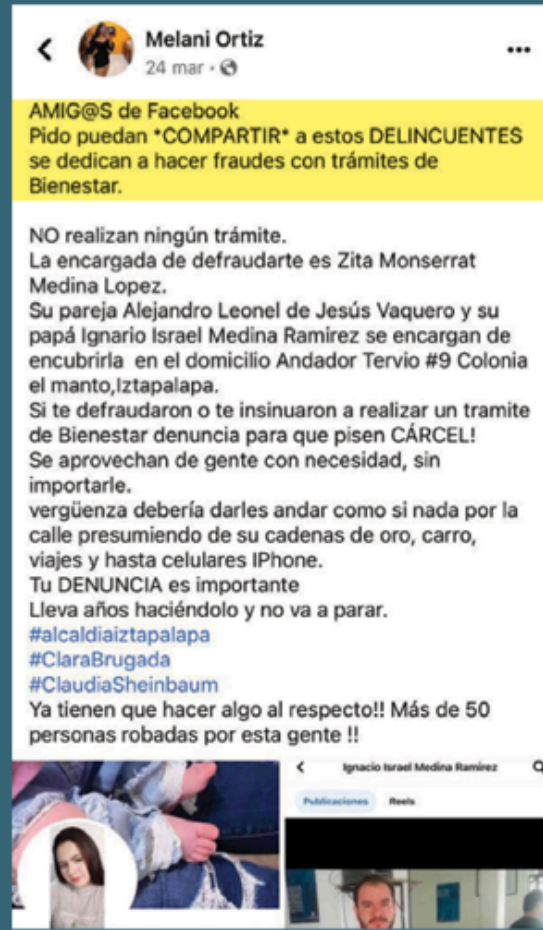 Melani Ortiz
24 mar ·
AMIG@S de Facebook
Pido puedan *COMPARTIR* a estos DELINCUENTES
se dedican a hacer fraudes con trámites de
Bienestar.
NO realizan ningún trámite.
La encargada de defraudarte es Zita Monserrat
Medina Lopez.
Su pareja Alejandro Leonel de Jesús Vaquero y su
papá Ignario Israel Medina Ramirez se encargan de
encubrirla en el domicilio Andador Tervio #9 Colonia
el manto,Iztapalapa.
Si te defraudaron o te insinuaron a realizar un tramite
de Bienestar denuncia para que pisen CÁRCEL!
Se aprovechan de gente con necesidad, sin
importarle.
vergüenza debería darles andar como si nada por la
calle presumiendo de su cadenas de oro, carro,
viajes y hasta celulares IPhone.
Tu DENUNCIA es importante
Lleva años haciéndolo y no va a parar.
#alcaldiaiztapalapa
#ClaraBrugada
#ClaudiaSheinbaum
Ya tienen que hacer algo al respecto!! Más de 50
personas robadas por esta gente !!
Ignacio Israel Medina Ramírez
Publicaciones Reels